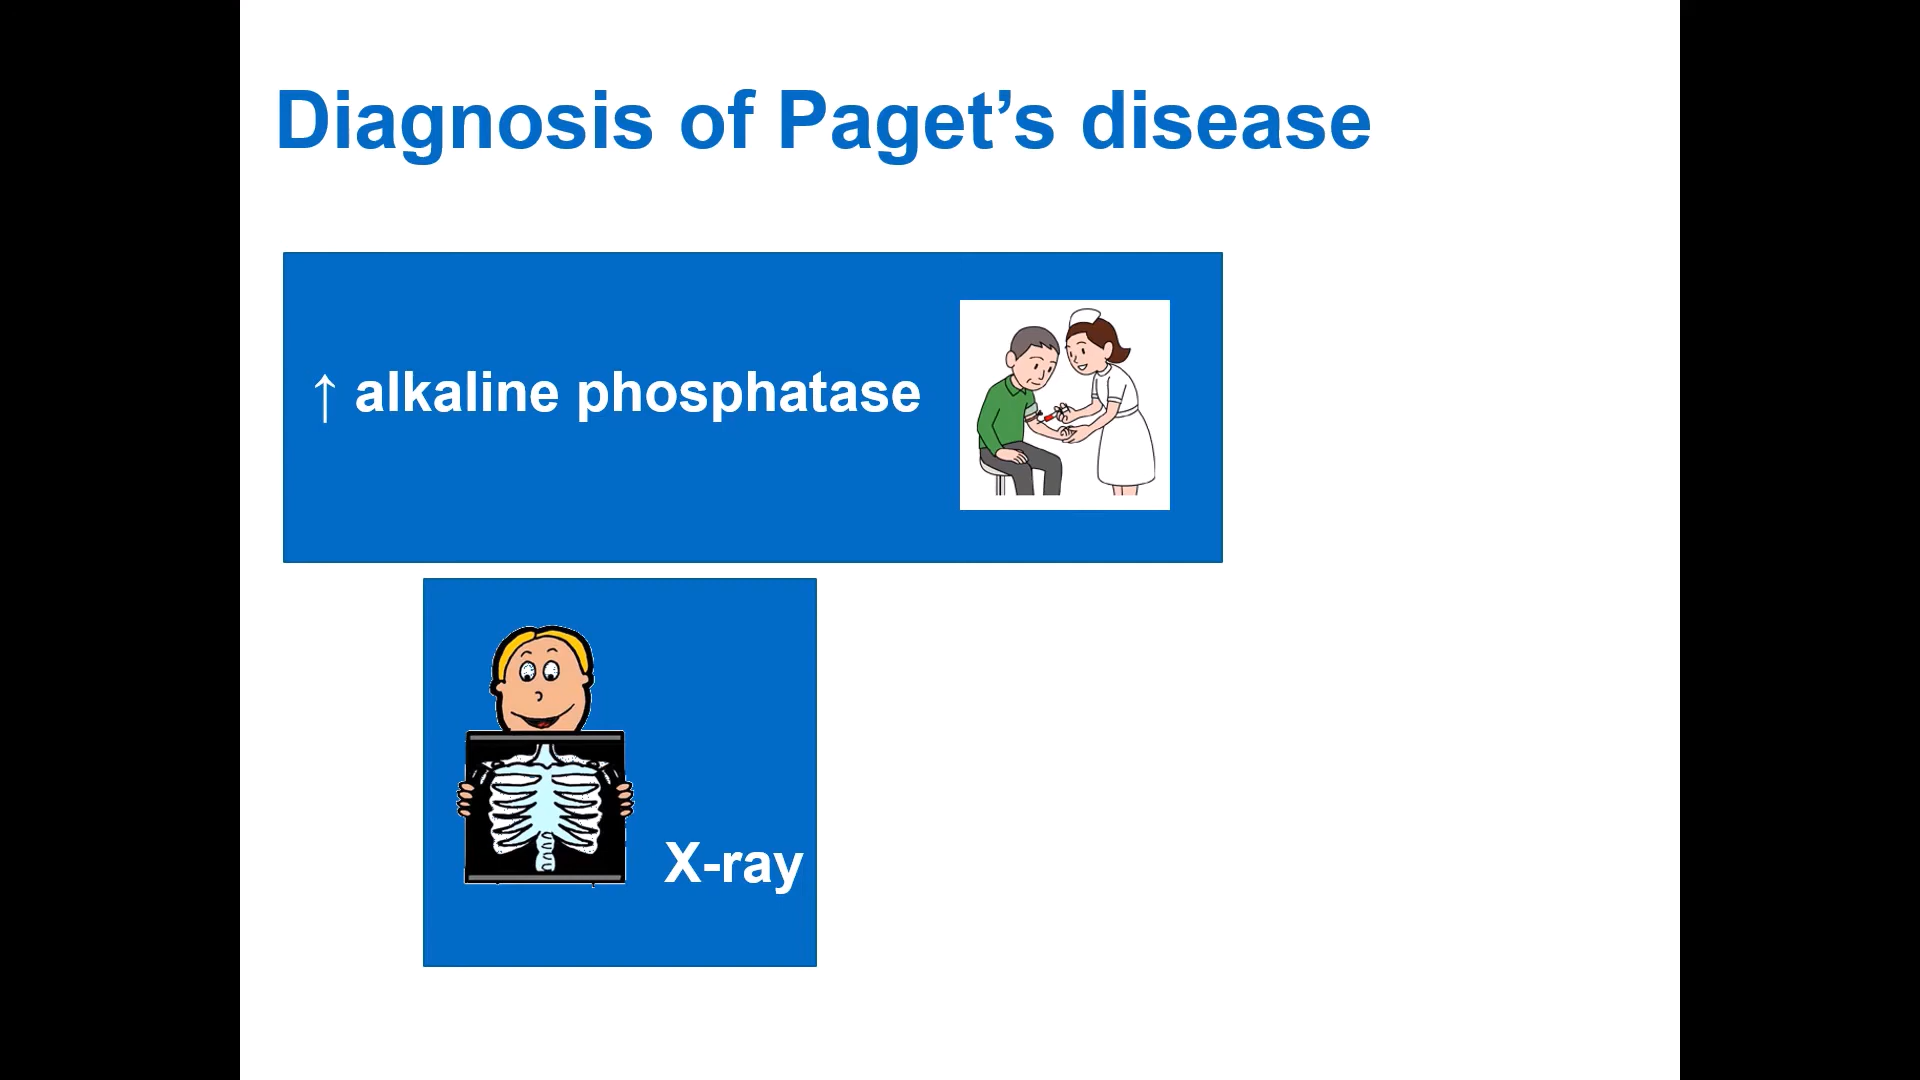 Diagnosis of Paget’s disease
↑ alkaline phosphatase
X-ray